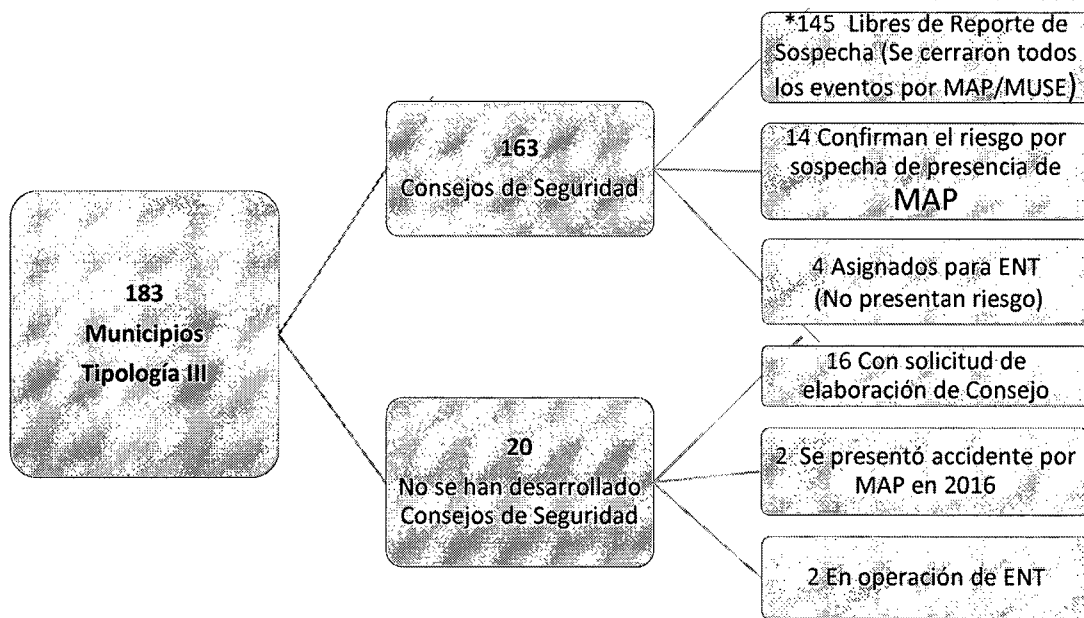 183
Municipios
Tipología III
163
Consejos de Seguridad
*145 Libres de Reporte de
Sospecha (Se cerraron todos
los eventos por MAP/MUSE)
14 Confirman el riesgo por
sospecha de presencia de
MAP
4 Asignados para ENT
(No presentan riesgo)
20
No se han desarrollado
Consejos de Seguridad
16 Con solicitud de
elaboración de Consejo
2 Se presentó accidente por
MAP en 2016
2 En operación de ENT